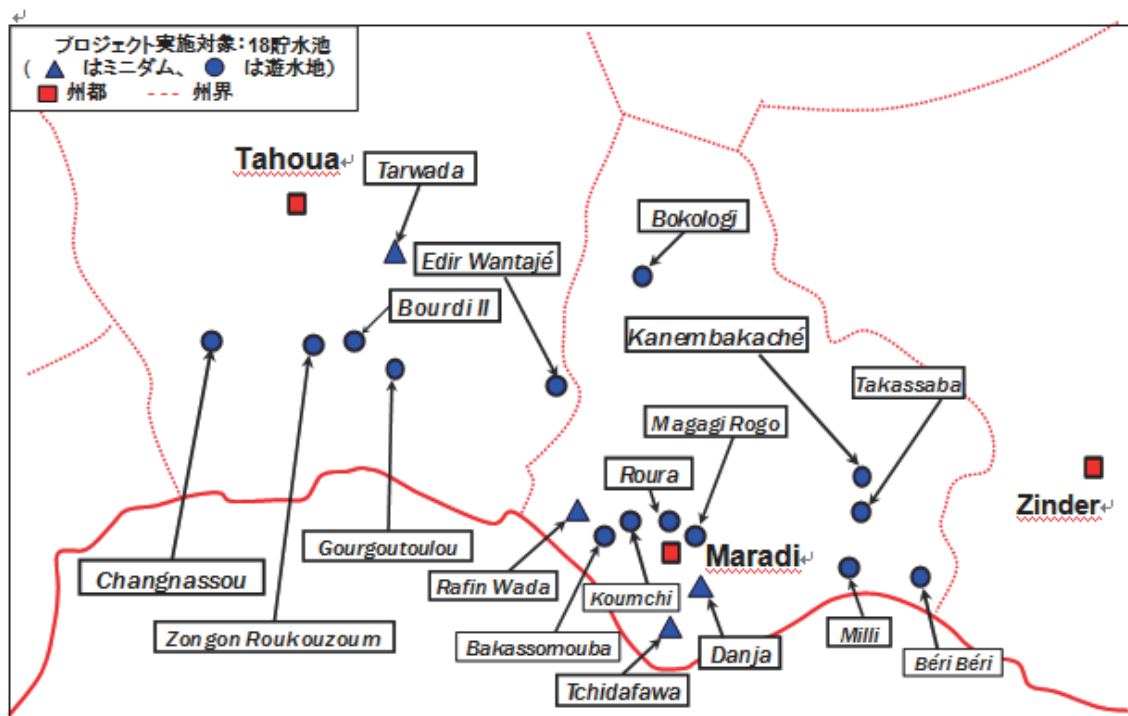 プロジェクト実施対象：18貯水池
( ▲ はミニダム、 ● は遊水地)
■ 州都 --- 州界
Tahoua
Tarwada
Bokologi
Edir Wantajé
Bourdi II
Kanembakaché
Takassaba
Magagi Rogo
Roura
Zinder
Gourgoutoulou
Maradi
Changnassou
Rafin Wada
Koumchi
Zongon Roukouzoum
Bakassomouba
Danja
Milli
Béri Béri
Tchidafawa